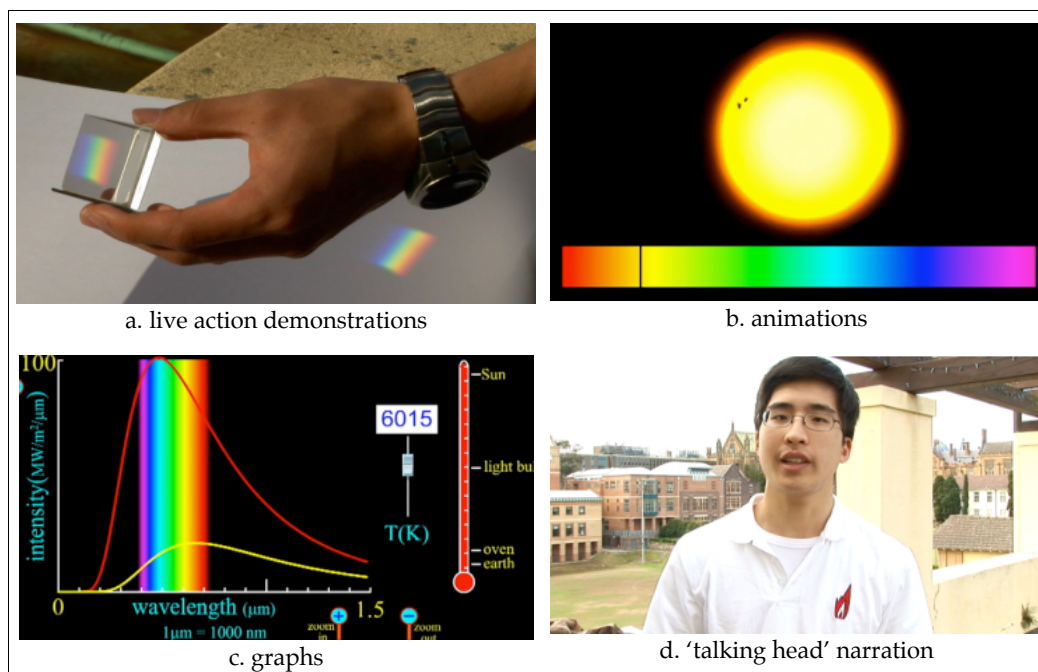 a. live action demonstrations
b. animations
100
intensity(MW/m²/μm)
6015
T(K)
Sun
light bul
oven
earth
0
wavelength (μm)
1.5
1μm = 1000 nm
zoom
in
+
zoom
out
−
c. graphs
d. 'talking head' narration